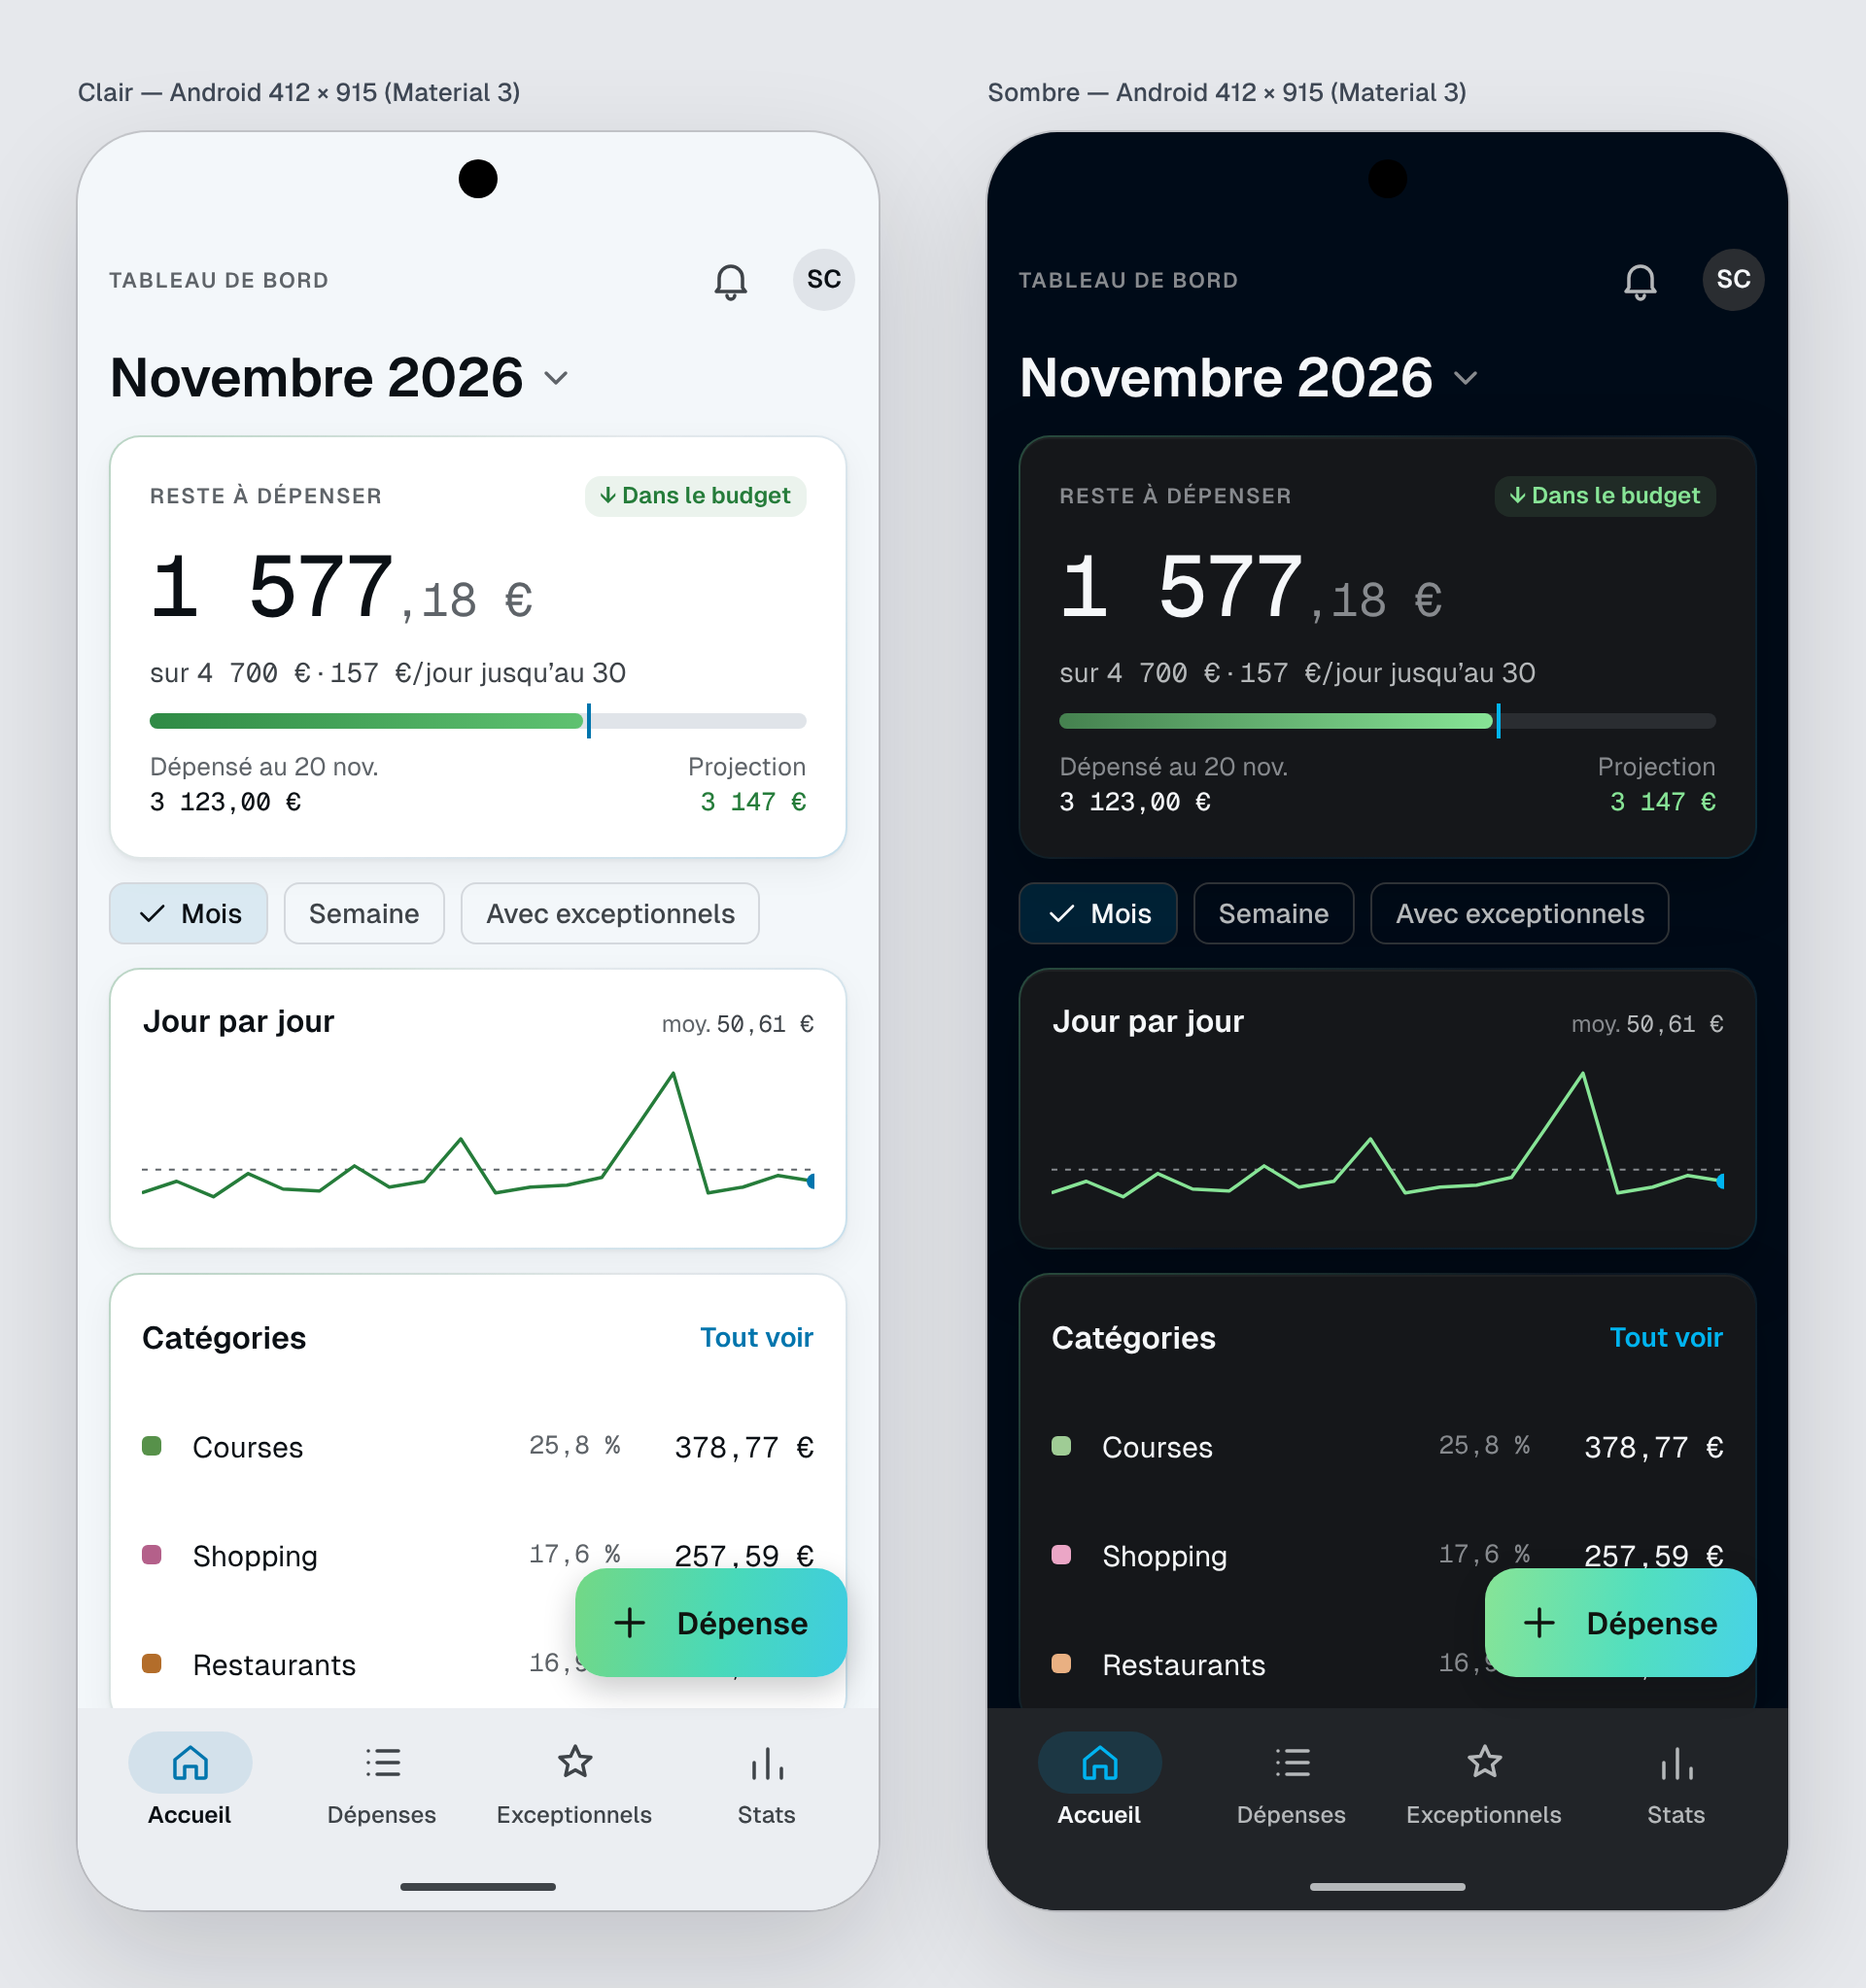 Clair — Android 412 × 915 (Material 3)
TABLEAU DE BORD
SC
Novembre 2026
RESTE À DÉPENSER
↓ Dans le budget
1 577,18 €
sur 4 700 € · 157 €/jour jusqu’au 30
Dépensé au 20 nov.
Projection
3 123,00 €
3 147 €
Mois
Semaine
Avec exceptionnels
Jour par jour
moy. 50,61 €
Catégories
Tout voir
Courses
25,8 %
378,77 €
Shopping
17,6 %
257,59 €
Restaurants
+ Dépense
Accueil
Dépenses
Exceptionnels
Stats
Sombre — Android 412 × 915 (Material 3)
TABLEAU DE BORD
SC
Novembre 2026
RESTE À DÉPENSER
↓ Dans le budget
1 577,18 €
sur 4 700 € · 157 €/jour jusqu’au 30
Dépensé au 20 nov.
Projection
3 123,00 €
3 147 €
Mois
Semaine
Avec exceptionnels
Jour par jour
moy. 50,61 €
Catégories
Tout voir
Courses
25,8 %
378,77 €
Shopping
17,6 %
257,59 €
Restaurants
+ Dépense
Accueil
Dépenses
Exceptionnels
Stats